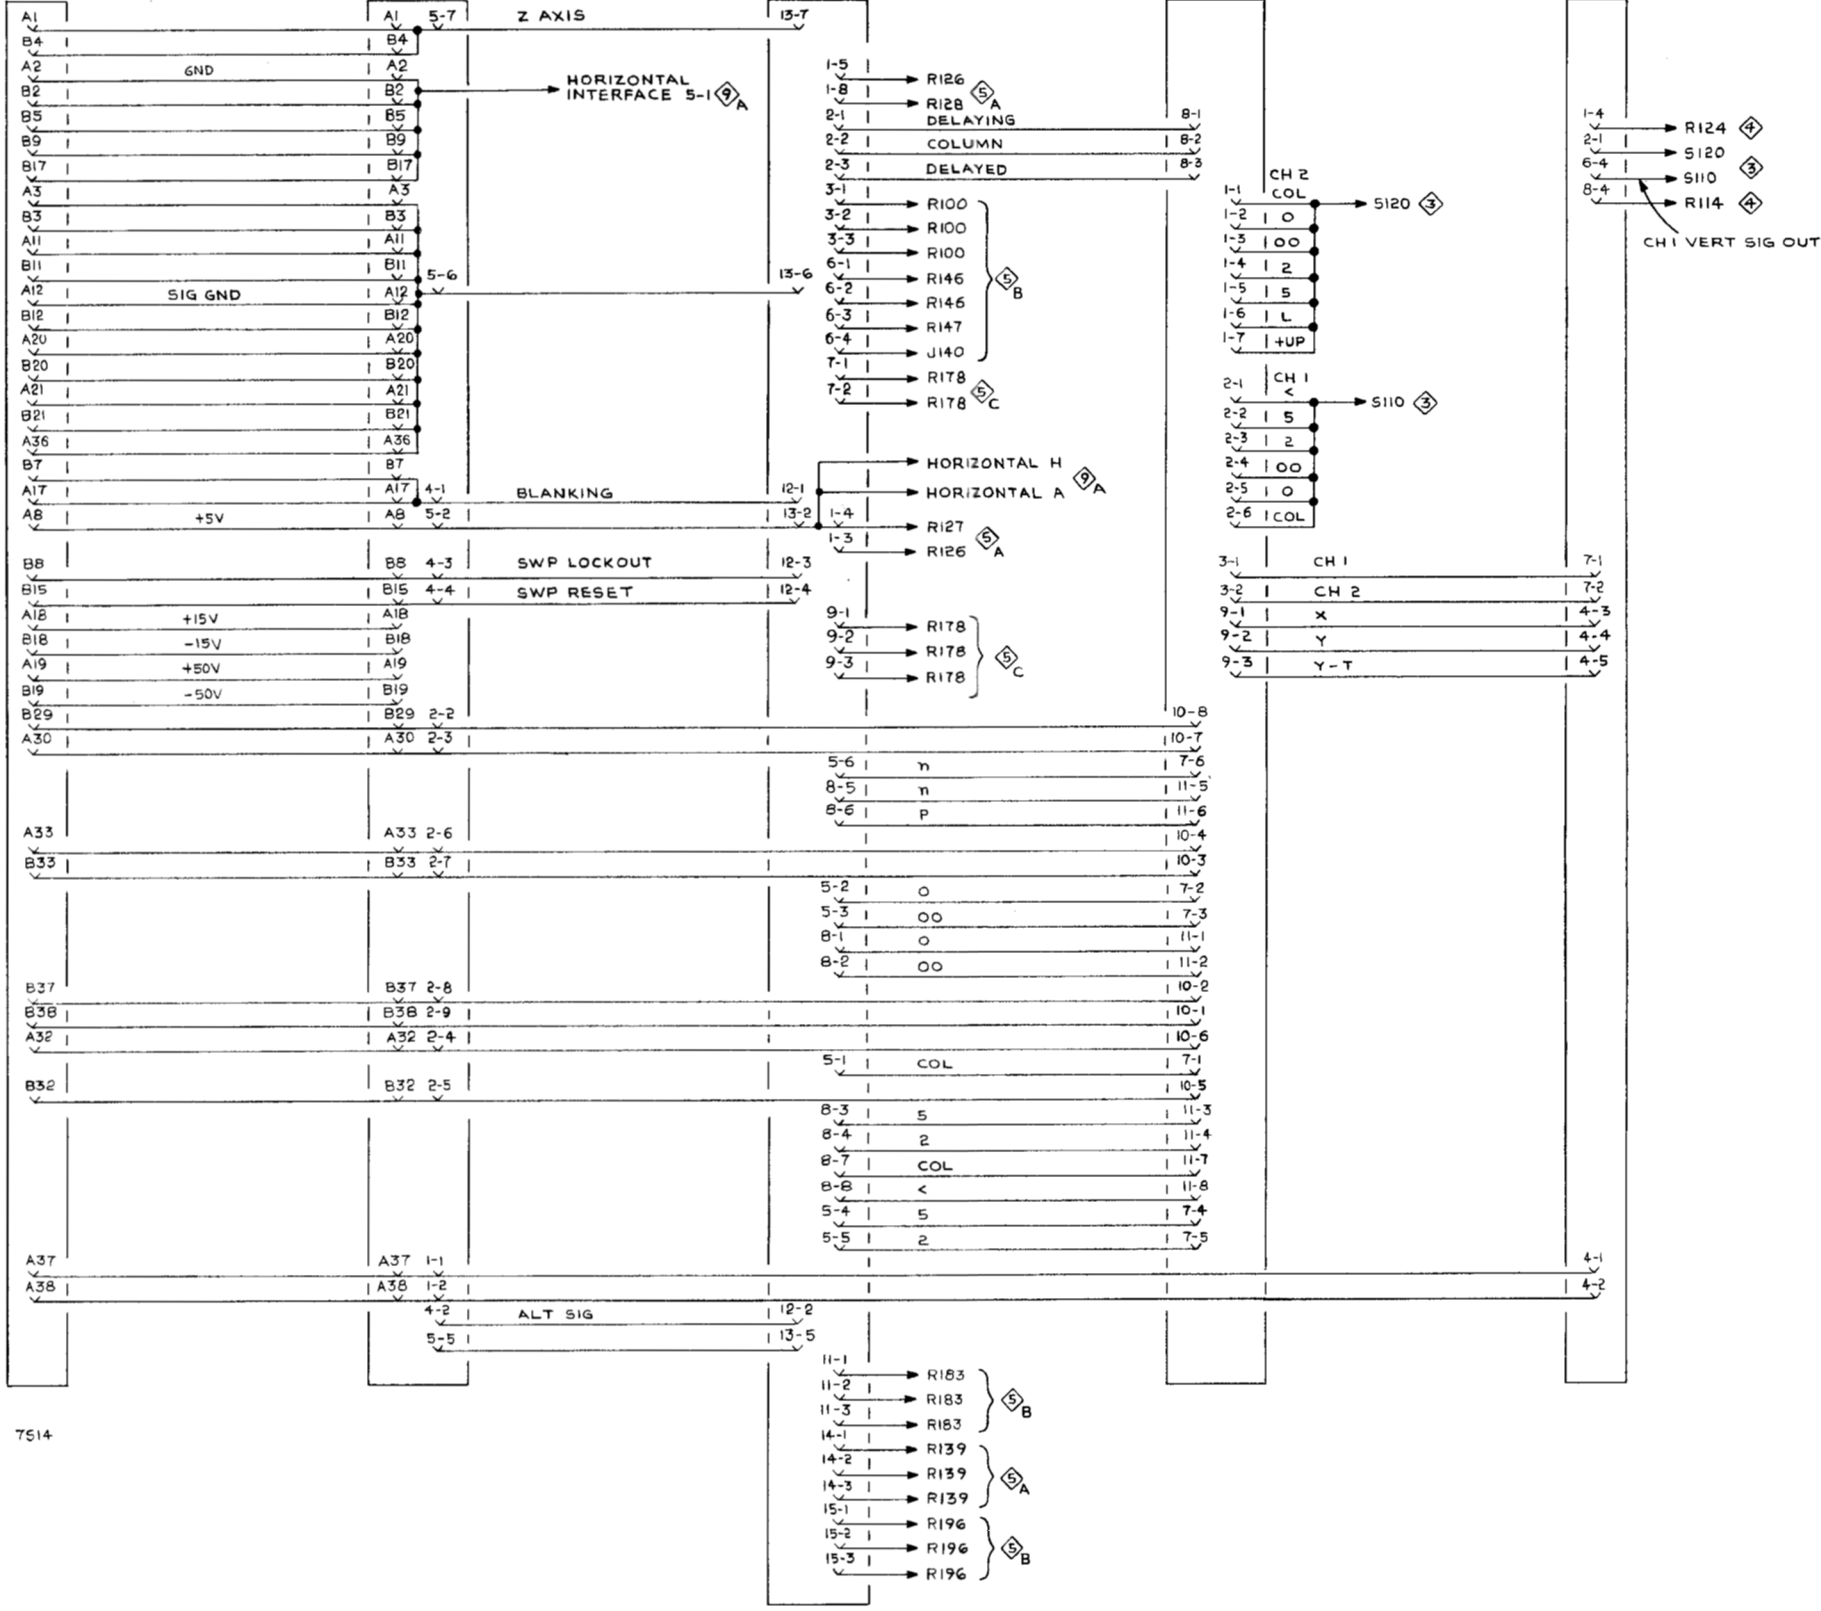 A1 A1 5-7 Z AXIS 13-7
B4 B4
A2 GND A2 1-5 R126
B2 B2 HORIZONTAL INTERFACE 5-1 9 A 1-8 R128 5 A
B5 B5 2-1 DELAYING 8-1 1-4 R124 4
B9 B9 2-2 COLUMN 8-2 2-1 S120
B17 B17 2-3 DELAYED 8-3 6-4 S110 3
A3 A3 3-1 R100 CH 2 1-1 COL S120 3 8-4 R114 4
B3 B3 3-2 R100 1-2 O
CH 1 VERT SIG OUT
A11 A11 3-3 R100 1-3 OO
B11 B11 5-6 13-6 6-1 R146 5 B 1-4 2
A12 SIG GND A12 6-2 R146 1-5 5
B12 B12 6-3 R147 1-6 L
A20 A20 6-4 J140 1-7 +UP
B20 B20 7-1 R178
A21 A21 7-2 R178 5 C CH 1 2-1 < S110 3
B21 B21 2-2 5
A36 A36 2-3 2
B7 B7 HORIZONTAL H 2-4 OO
A17 A17 4-1 BLANKING 12-1 HORIZONTAL A 9 A 2-5 O
A8 +5V A8 5-2 13-2 1-4 R127 2-6 COL
1-3 R126 5 A
B8 B8 4-3 SWP LOCKOUT 12-3 3-1 CH 1 7-1
B15 B15 4-4 SWP RESET 12-4 3-2 CH 2 7-2
A18 +15V A18 9-1 R178 9-1 X 4-3
B18 -15V B18 9-2 R178 5 C 9-2 Y 4-4
A19 +50V A19 9-3 R178 9-3 Y-T 4-5
B19 -50V B19
B29 B29 2-2 10-8
A30 A30 2-3 10-7
5-6 n 7-6
8-5 n 11-5
8-6 P 11-6
A33 A33 2-6 10-4
B33 B33 2-7 10-3
5-2 O 7-2
5-3 OO 7-3
8-1 O 11-1
8-2 OO 11-2
B37 B37 2-8 10-2
B38 B38 2-9 10-1
A32 A32 2-4 10-6
5-1 COL 7-1
B32 B32 2-5 10-5
8-3 5 11-3
8-4 2 11-4
8-7 COL 11-7
8-8 < 11-8
5-4 5 7-4
5-5 2 7-5
A37 A37 1-1 4-1
A38 A38 1-2 4-2
4-2 ALT SIG 12-2
5-5 13-5
11-1 R183
11-2 R183 5 B
11-3 R183
7514
14-1 R139
14-2 R139 5 A
14-3 R139
15-1 R196
15-2 R196 5 B
15-3 R196